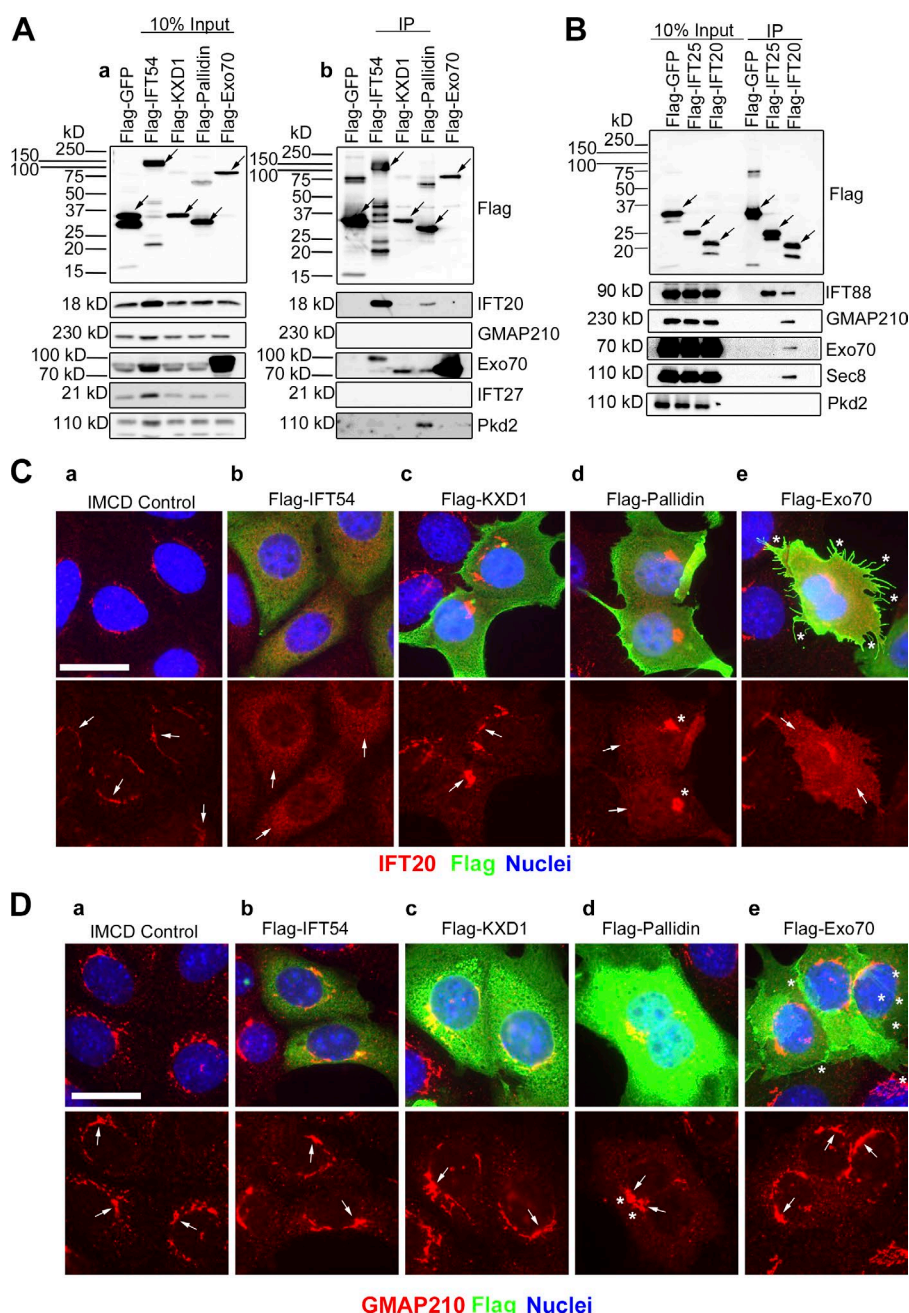 A
10% Input
IP
a
Flag-GFP
Flag-IFT54
Flag-KXD1
Flag-Pallidin
Flag-Exo70
b
Flag-GFP
Flag-IFT54
Flag-KXD1
Flag-Pallidin
Flag-Exo70
kD
250
150
100
75
50
37
25
20
15
kD
250
150
100
75
50
37
25
20
15
Flag
18 kD
18 kD
IFT20
230 kD
230 kD
GMAP210
100 kD
70 kD
100 kD
70 kD
Exo70
21 kD
21 kD
IFT27
110 kD
110 kD
Pkd2
B
10% Input
IP
Flag-GFP
Flag-IFT25
Flag-IFT20
Flag-GFP
Flag-IFT25
Flag-IFT20
kD
250
150
100
75
50
37
25
20
Flag
90 kD
IFT88
230 kD
GMAP210
70 kD
Exo70
110 kD
Sec8
110 kD
Pkd2
C
a
b
c
d
e
IMCD Control
Flag-IFT54
Flag-KXD1
Flag-Pallidin
Flag-Exo70
* * * * *
* *
IFT20 Flag Nuclei
D
a
b
c
d
e
IMCD Control
Flag-IFT54
Flag-KXD1
Flag-Pallidin
Flag-Exo70
* * * * * *
* *
GMAP210 Flag Nuclei